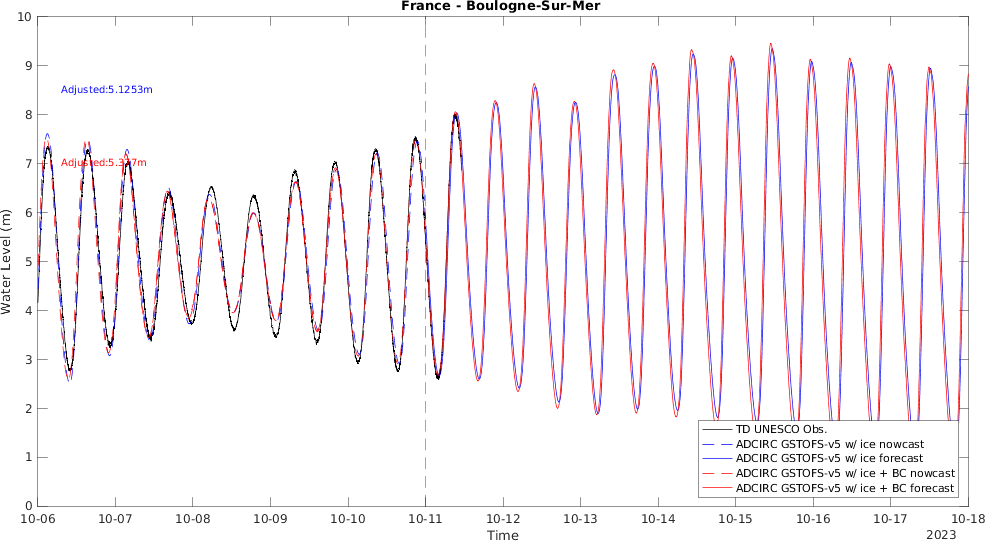 France - Boulogne-Sur-Mer
10
9
8
7
6
5
4
3
2
1
0
Water Level (m)
Adjusted:5.1253m
TD UNESCO Obs.
ADCIRC GSTOFS-v5 w/ ice nowcast
ADCIRC GSTOFS-v5 w/ ice forecast
ADCIRC GSTOFS-v5 w/ ice + BC nowcast
ADCIRC GSTOFS-v5 w/ ice + BC forecast
10-06
10-07
10-08
10-09
10-10
10-11
10-12
10-13
10-14
10-15
10-16
10-17
10-18
Time
2023